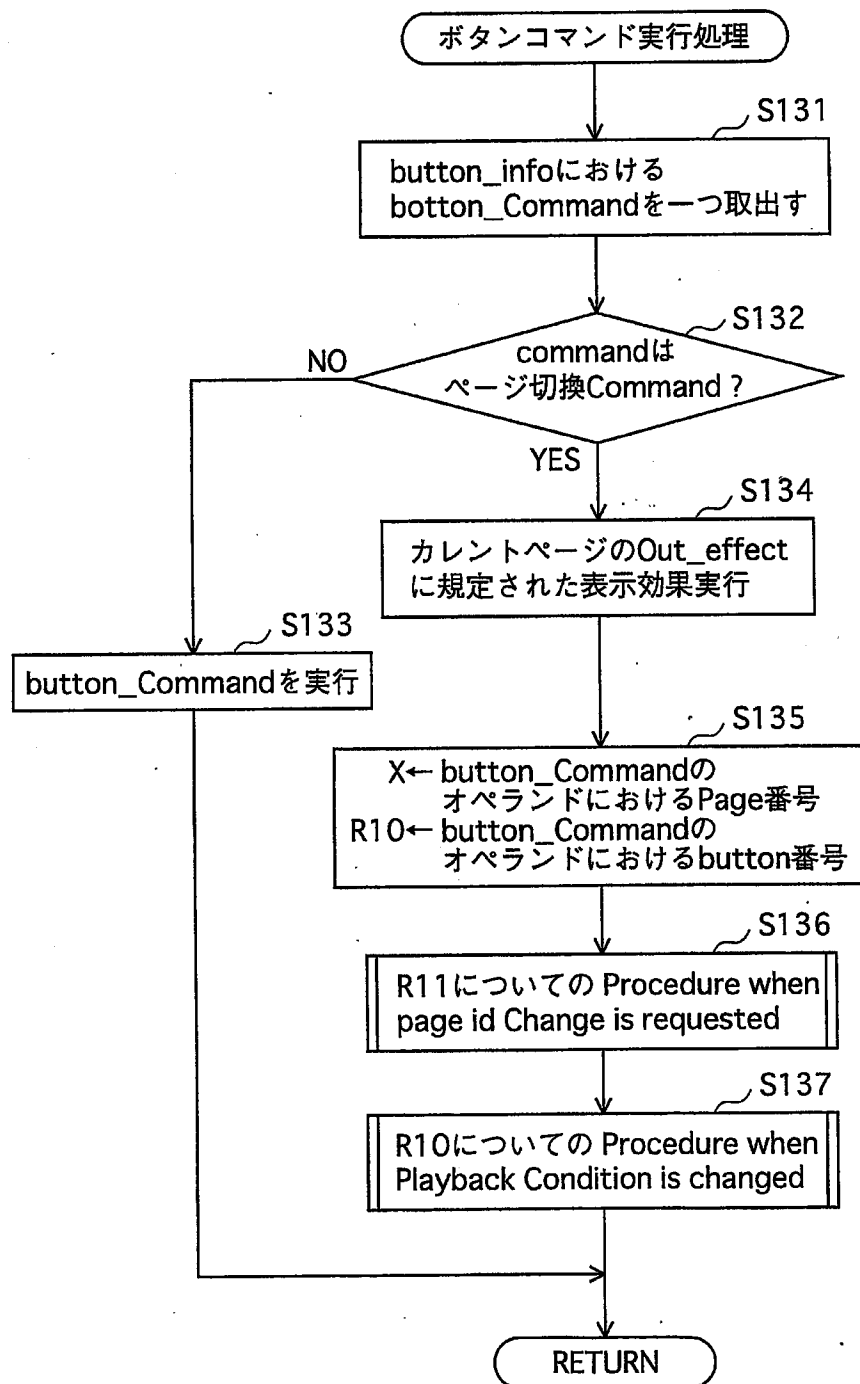 ボタンコマンド実行処理
S131
button_infoにおける
botton_Commandを一つ取出す
S132
commandは
ページ切換Command？
NO
YES
S134
カレントページのOut_effect
に規定された表示効果実行
S133
button_Commandを実行
S135
X← button_Commandの
オペランドにおけるPage番号
R10← button_Commandの
オペランドにおけるbutton番号
S136
R11についての Procedure when
page id Change is requested
S137
R10についての Procedure when
Playback Condition is changed
RETURN